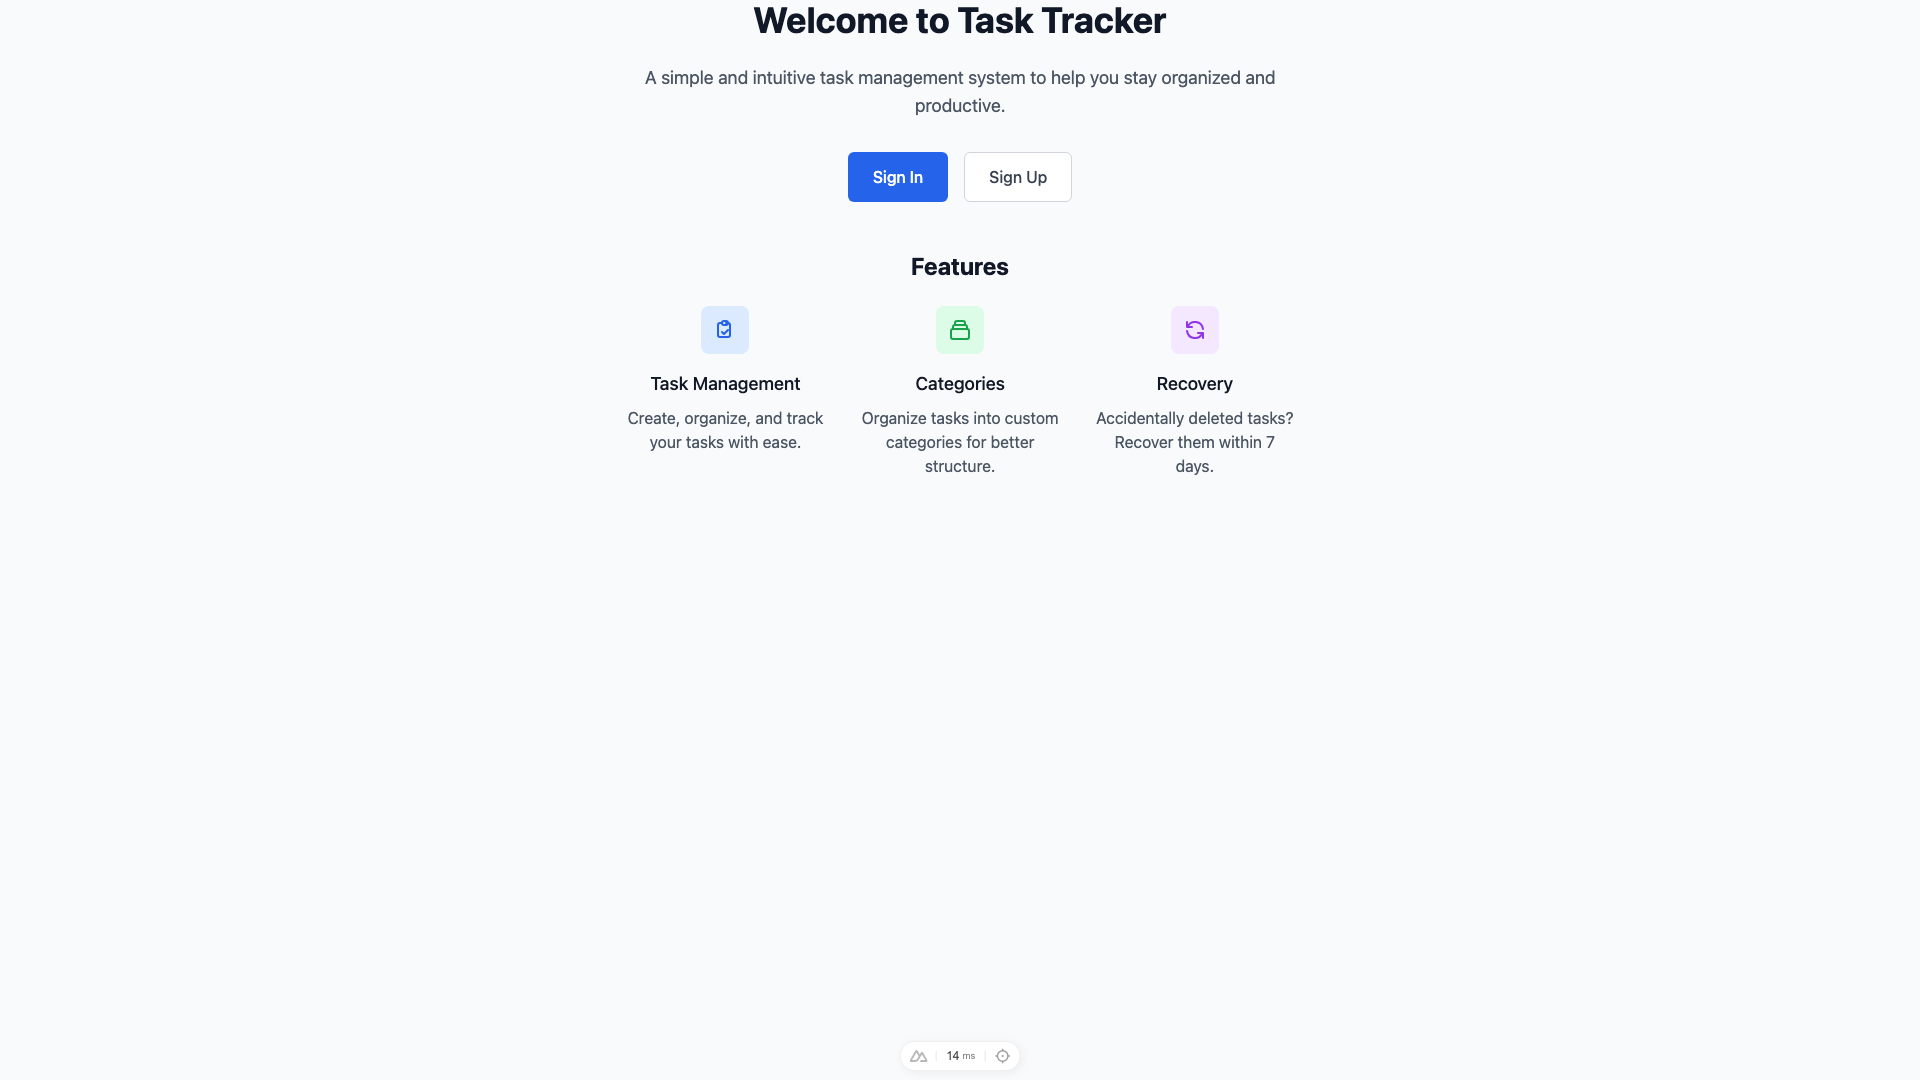 Welcome to Task Tracker
A simple and intuitive task management system to help you stay organized and
productive.
Sign In
Sign Up
Features
Task Management
Create, organize, and track
your tasks with ease.
Categories
Organize tasks into custom
categories for better
structure.
Recovery
Accidentally deleted tasks?
Recover them within 7
days.
14 ms